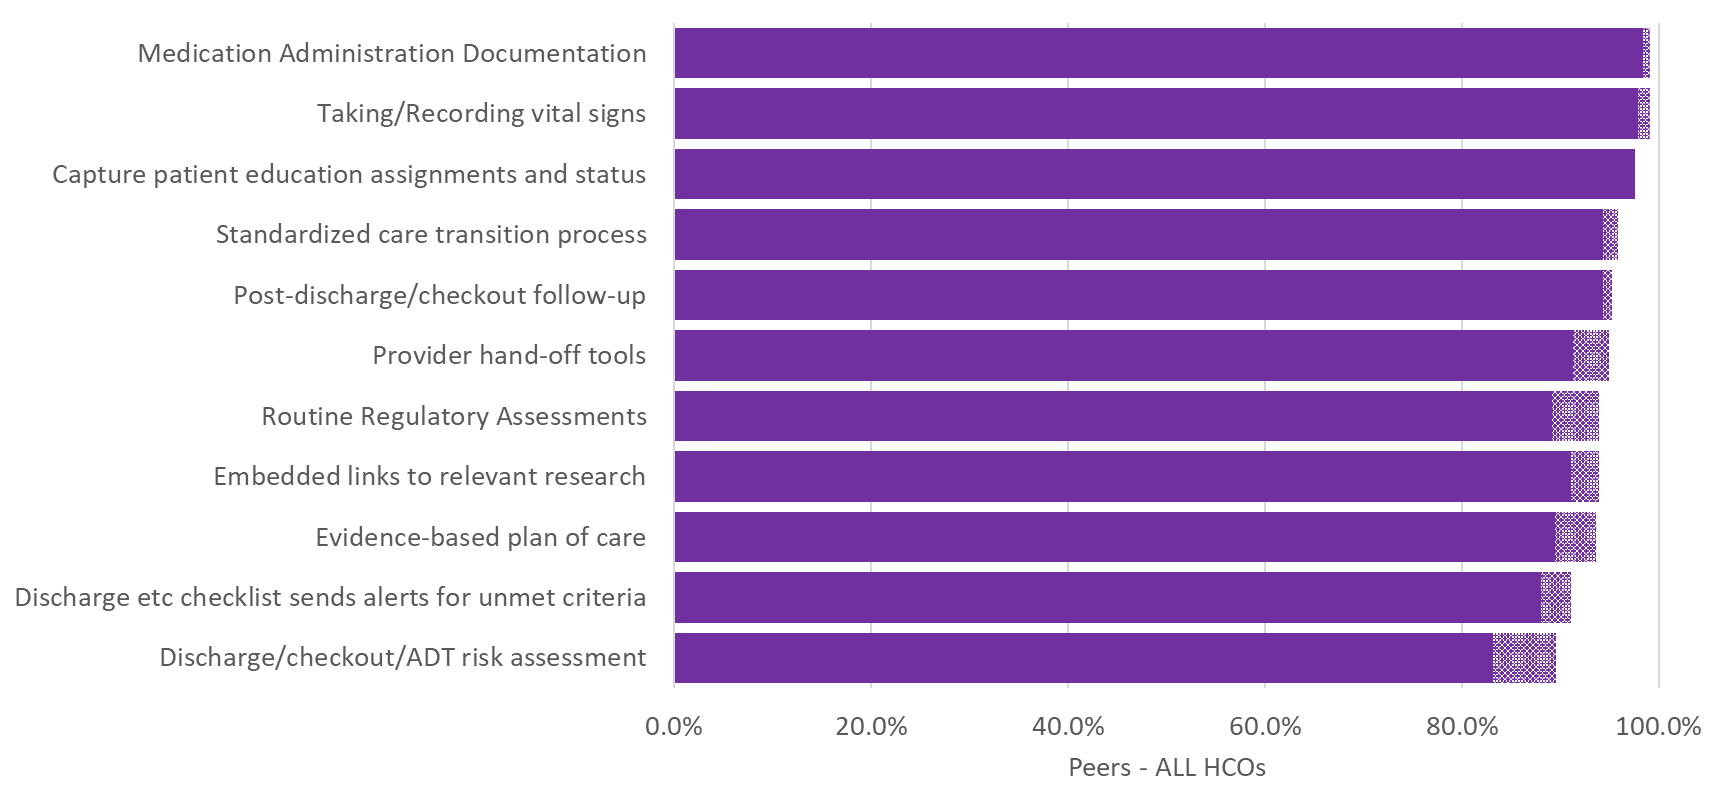 Medication Administration Documentation
Taking/Recording vital signs
Capture patient education assignments and status
Standardized care transition process
Post-discharge/checkout follow-up
Provider hand-off tools
Routine Regulatory Assessments
Embedded links to relevant research
Evidence-based plan of care
Discharge etc checklist sends alerts for unmet criteria
Discharge/checkout/ADT risk assessment
0.0% 20.0% 40.0% 60.0% 80.0% 100.0%
Peers - ALL HCOs